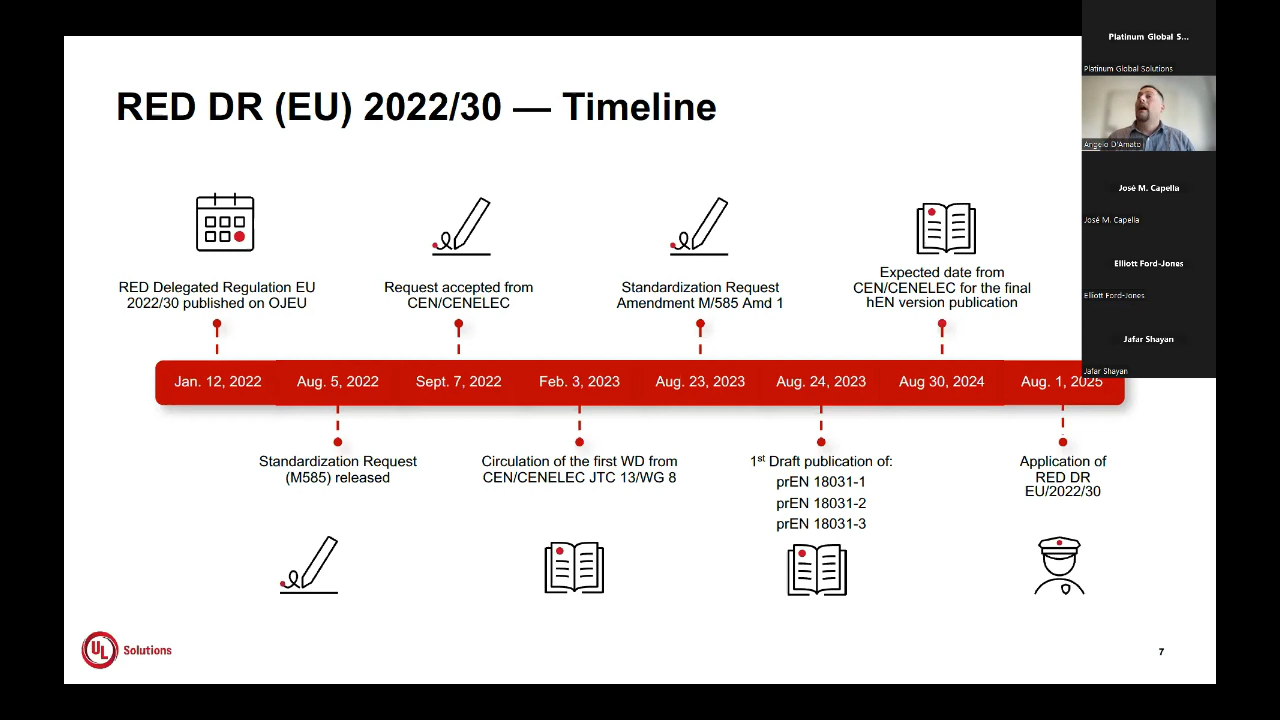 RED DR (EU) 2022/30 — Timeline
RED Delegated Regulation EU
2022/30 published on OJEU
Request accepted from
CEN/CENELEC
Standardization Request
Amendment M/585 Amd 1
Expected date from
CEN/CENELEC for the final
hEN version publication
Jan. 12, 2022
Aug. 5, 2022
Sept. 7, 2022
Feb. 3, 2023
Aug. 23, 2023
Aug. 24, 2023
Aug 30, 2024
Aug. 1, 2025
Standardization Request
(M585) released
Circulation of the first WD from
CEN/CENELEC JTC 13/WG 8
1st Draft publication of:
prEN 18031-1
prEN 18031-2
prEN 18031-3
Application of
RED DR
EU/2022/30
UL Solutions
7
Platinum Global S...
Platinum Global Solutions
Angelo D'Amato
José M. Capella
José M. Capella
Elliott Ford-Jones
Elliott Ford-Jones
Jafar Shayan
Jafar Shayan